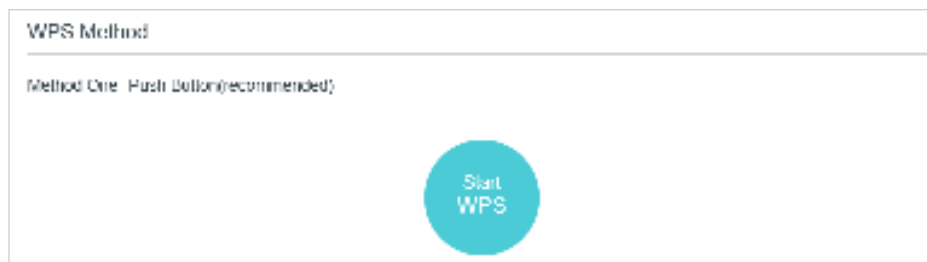 WPS Method
Method One Push Button(recommended)
Start
WPS